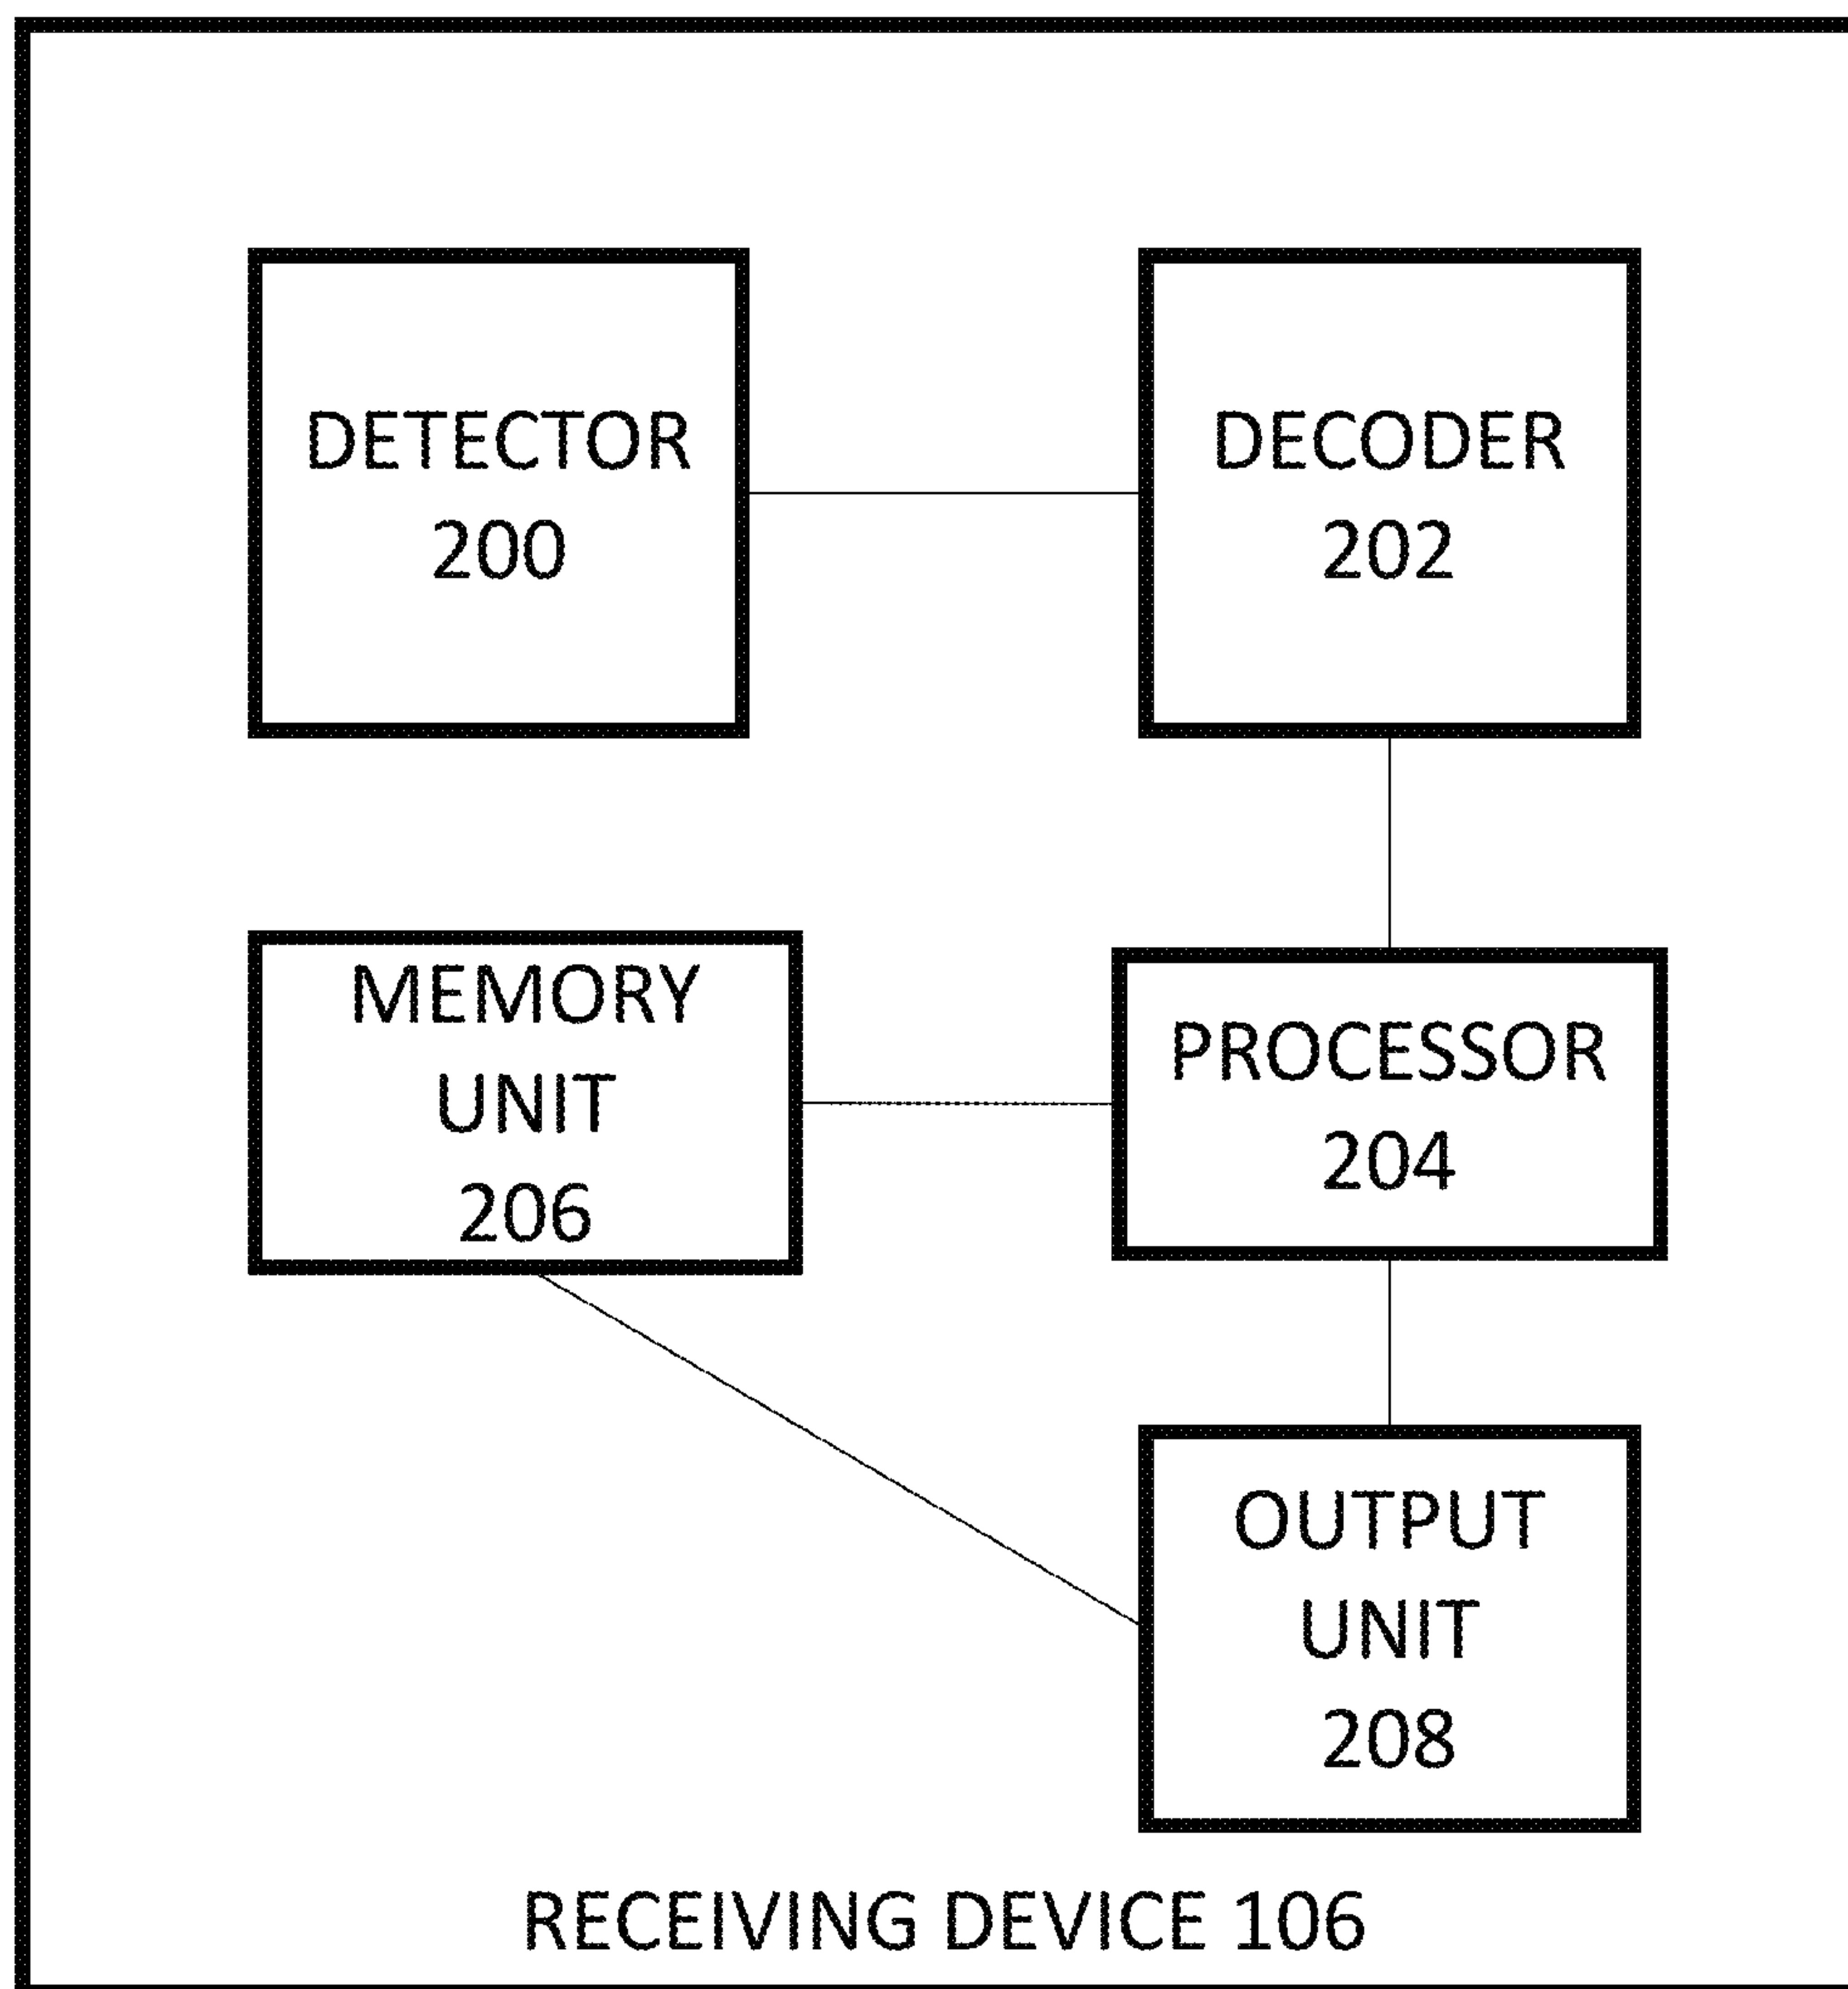 DETECTOR
200
DECODER
202
MEMORY
UNIT
206
PROCESSOR
204
OUTPUT
UNIT
208
RECEIVING DEVICE 106